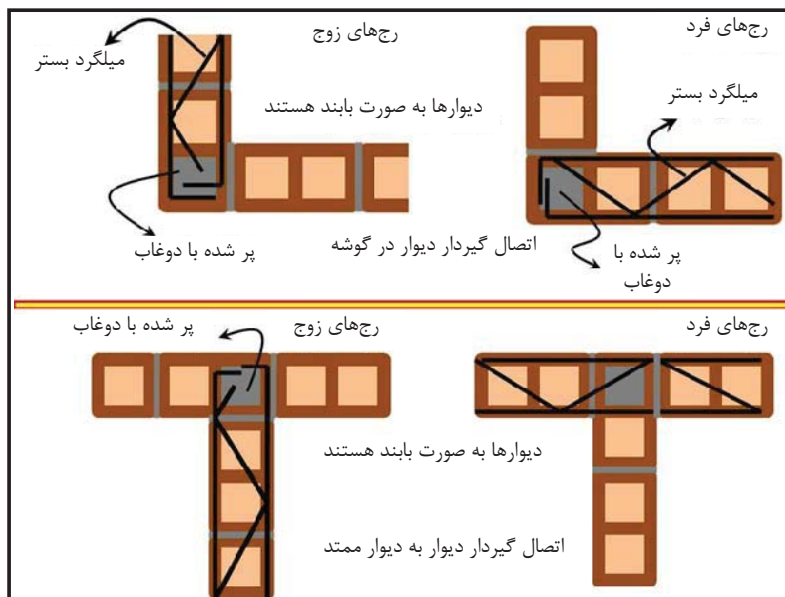 رج‌های فرد
رج‌های زوج
میلگرد بستر
میلگرد بستر
دیوارها به صورت بابند هستند
اتصال گیردار دیوار در گوشه
پر شده با
دوغاب
پر شده با دوغاب
رج‌های فرد
رج‌های زوج
پر شده با دوغاب
دیوارها به صورت بابند هستند
اتصال گیردار دیوار به دیوار ممتد